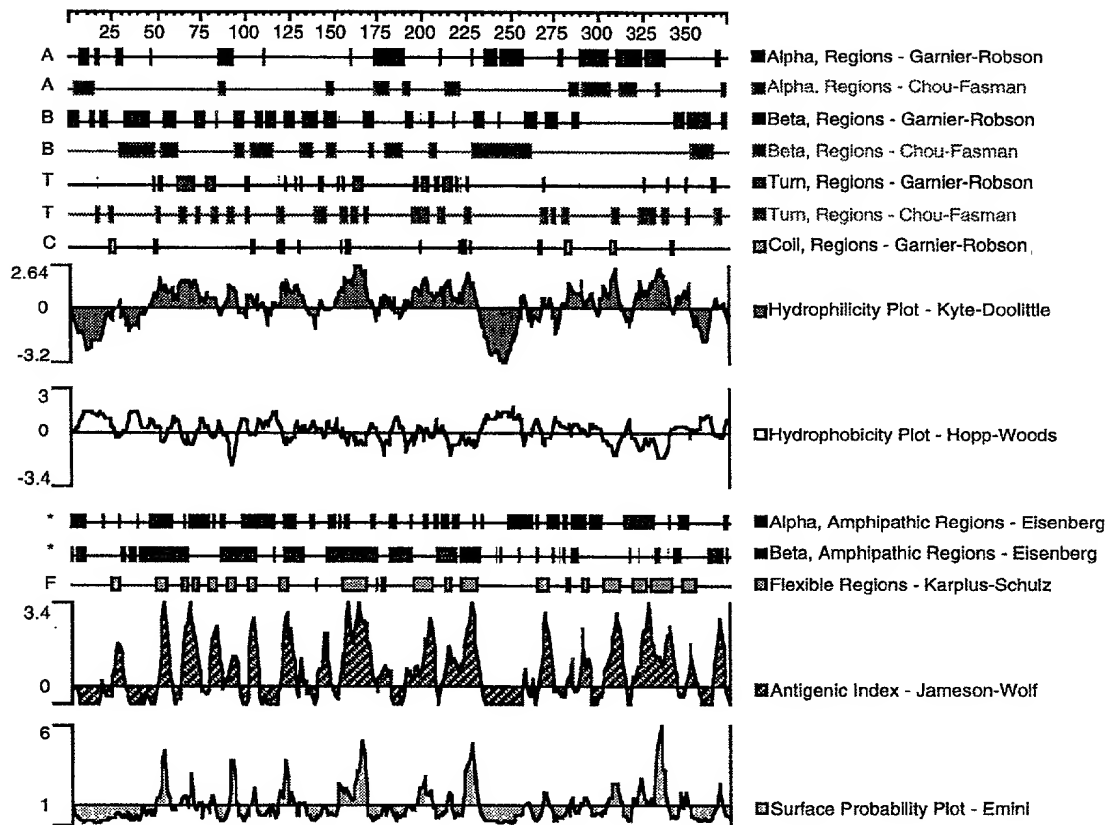 25 50 75 100 125 150 175 200 225 250 275 300 325 350
A Alpha, Regions - Garnier-Robson
A Alpha, Regions - Chou-Fasman
B Beta, Regions - Garnier-Robson
B Beta, Regions - Chou-Fasman
T Turn, Regions - Garnier-Robson
T Turn, Regions - Chou-Fasman
C Coil, Regions - Garnier-Robson
2.64
0 Hydrophilicity Plot - Kyte-Doolittle
-3.2
3
0 Hydrophobicity Plot - Hopp-Woods
-3.4
* Alpha, Amphipathic Regions - Eisenberg
* Beta, Amphipathic Regions - Eisenberg
F Flexible Regions - Karplus-Schulz
3.4
0 Antigenic Index - Jameson-Wolf
6
1 Surface Probability Plot - Emini